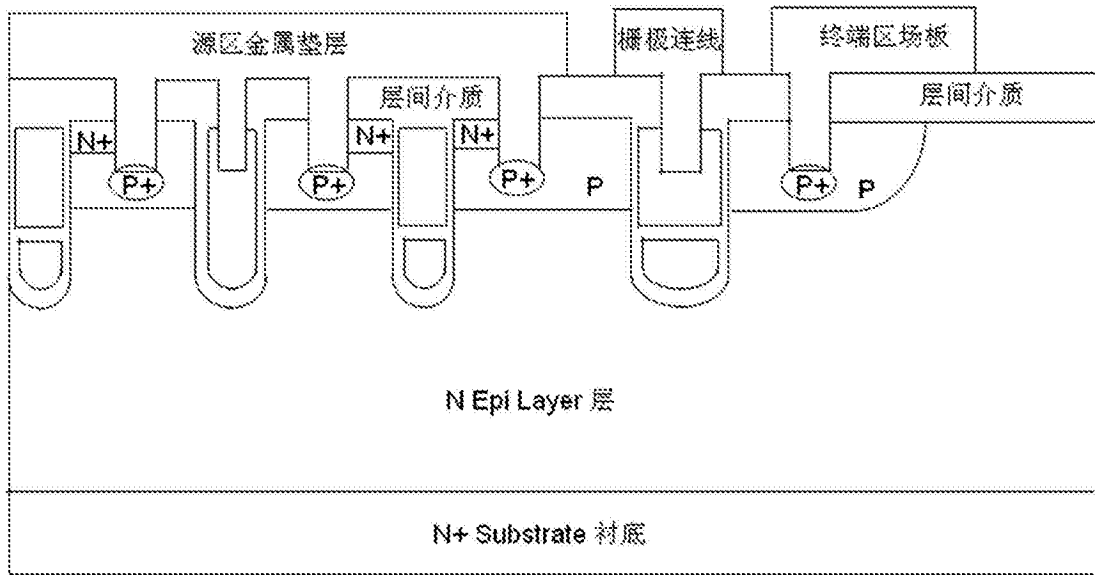 源区金属垫层
栅极连线
终端区场板
层间介质
层间介质
N+
N+
N+
P+
P+
P+
P
P+
P
N Epi Layer 层
N+ Substrate 衬底